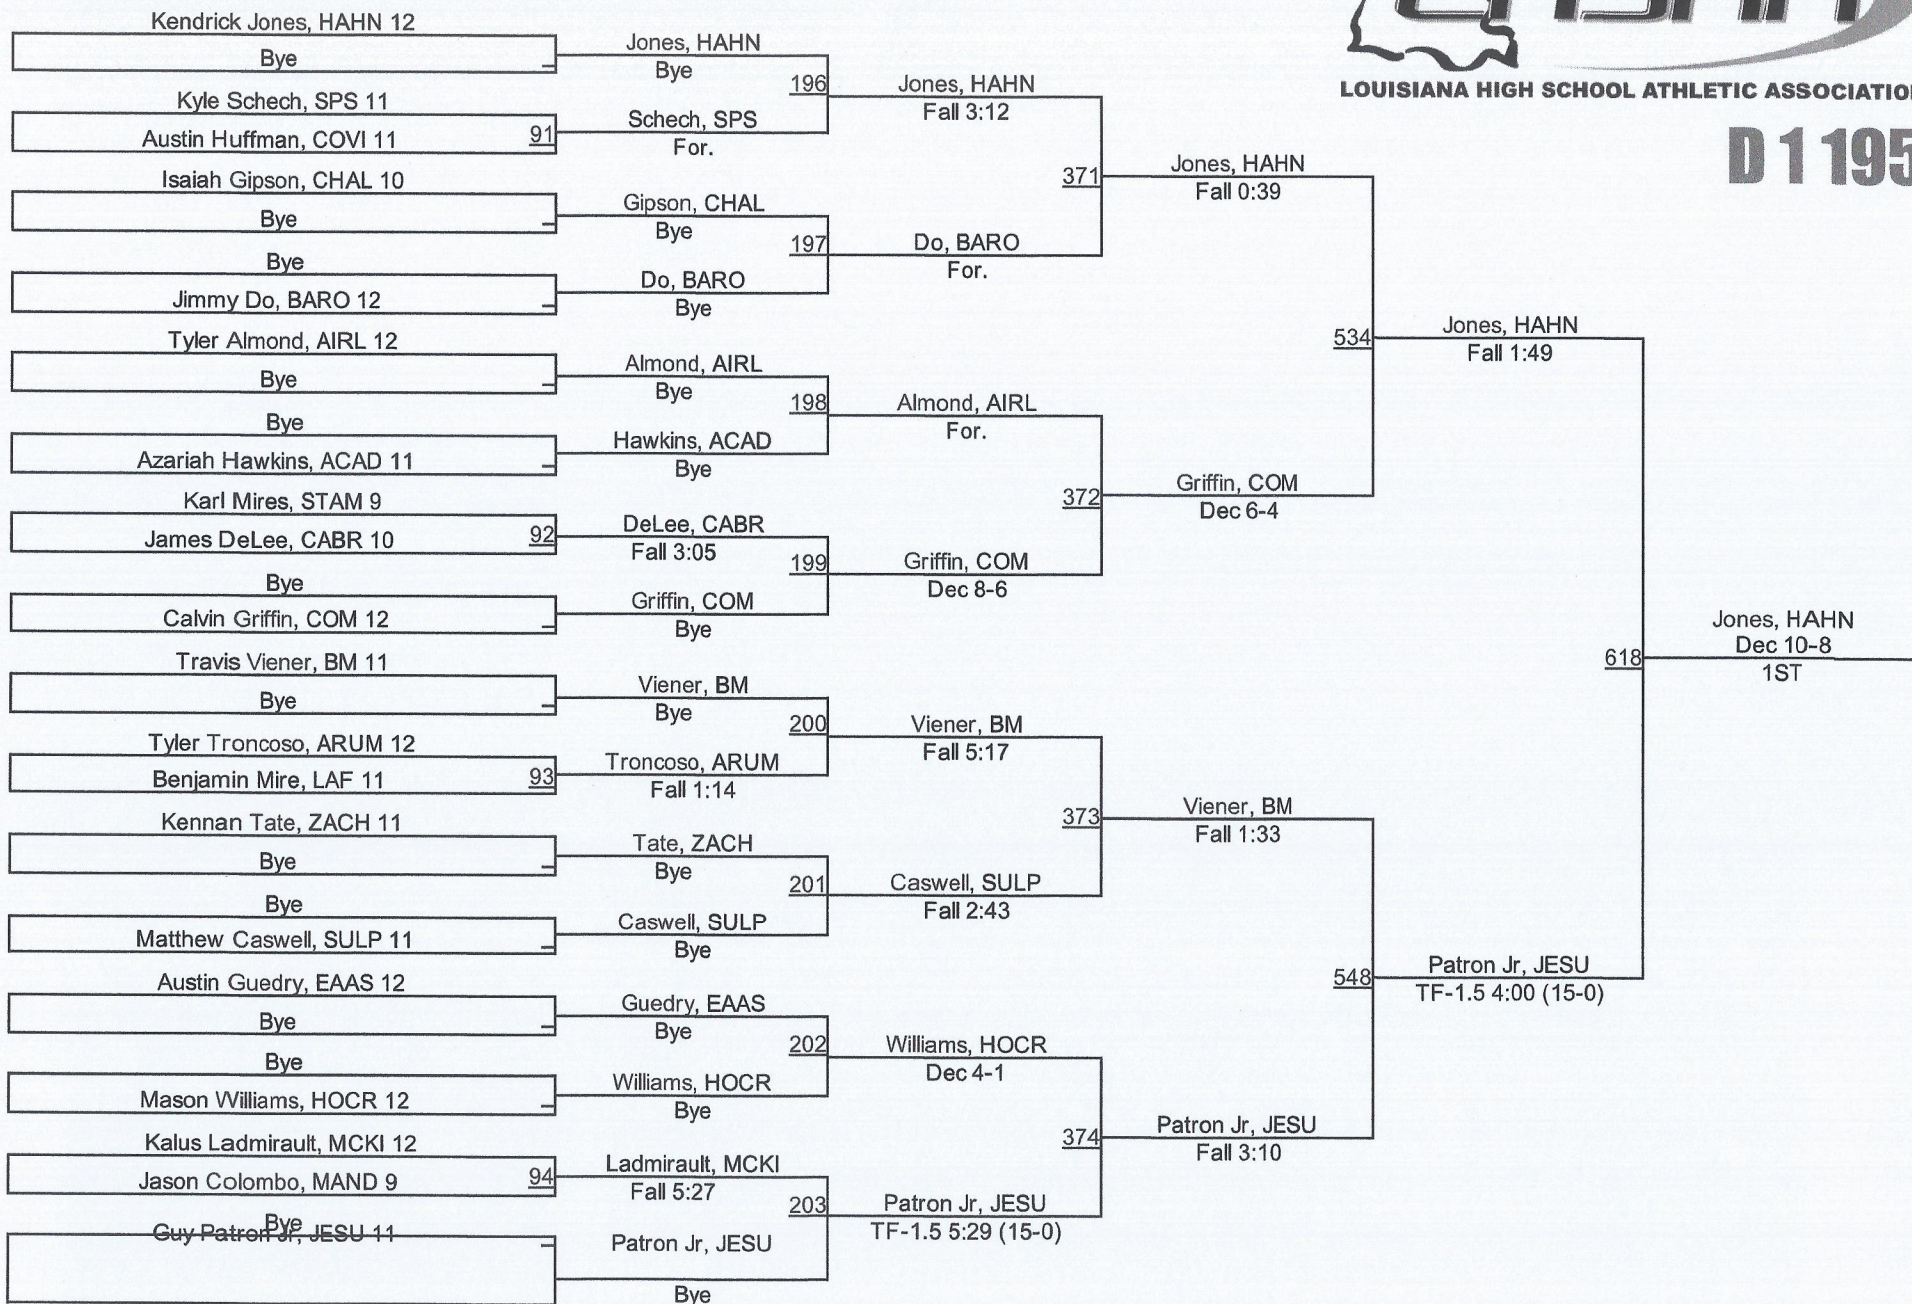 LOUISIANA HIGH SCHOOL ATHLETIC ASSOCIATION
D 1 195
Kendrick Jones, HAHN 12
Bye
Kyle Schech, SPS 11
Austin Huffman, COVI 11
91
Isaiah Gipson, CHAL 10
Bye
Bye
Jimmy Do, BARO 12
Tyler Almond, AIRL 12
Bye
Bye
Azariah Hawkins, ACAD 11
Karl Mires, STAM 9
James DeLee, CABR 10
92
Bye
Calvin Griffin, COM 12
Travis Viener, BM 11
Bye
Tyler Troncoso, ARUM 12
Benjamin Mire, LAF 11
93
Kennan Tate, ZACH 11
Bye
Bye
Matthew Caswell, SULP 11
Austin Guedry, EAAS 12
Bye
Bye
Mason Williams, HOCR 12
Kalus Ladmirault, MCKI 12
Jason Colombo, MAND 9
94
Bye
Guy Patron Jr, JESU 11
Jones, HAHN
Bye
196
Schech, SPS
For.
Gipson, CHAL
Bye
197
Do, BARO
Bye
Almond, AIRL
Bye
198
Hawkins, ACAD
Bye
DeLee, CABR
Fall 3:05
199
Griffin, COM
Bye
Viener, BM
Bye
200
Troncoso, ARUM
Fall 1:14
Tate, ZACH
Bye
201
Caswell, SULP
Bye
Guedry, EAAS
Bye
202
Williams, HOCR
Bye
Ladmirault, MCKI
Fall 5:27
203
Patron Jr, JESU
Bye
Jones, HAHN
Fall 3:12
371
Do, BARO
For.
Almond, AIRL
For.
372
Griffin, COM
Dec 8-6
Viener, BM
Fall 5:17
373
Caswell, SULP
Fall 2:43
Williams, HOCR
Dec 4-1
374
Patron Jr, JESU
TF-1.5 5:29 (15-0)
Jones, HAHN
Fall 0:39
534
Griffin, COM
Dec 6-4
Viener, BM
Fall 1:33
548
Patron Jr, JESU
Fall 3:10
Jones, HAHN
Fall 1:49
618
Patron Jr, JESU
TF-1.5 4:00 (15-0)
Jones, HAHN
Dec 10-8
1ST